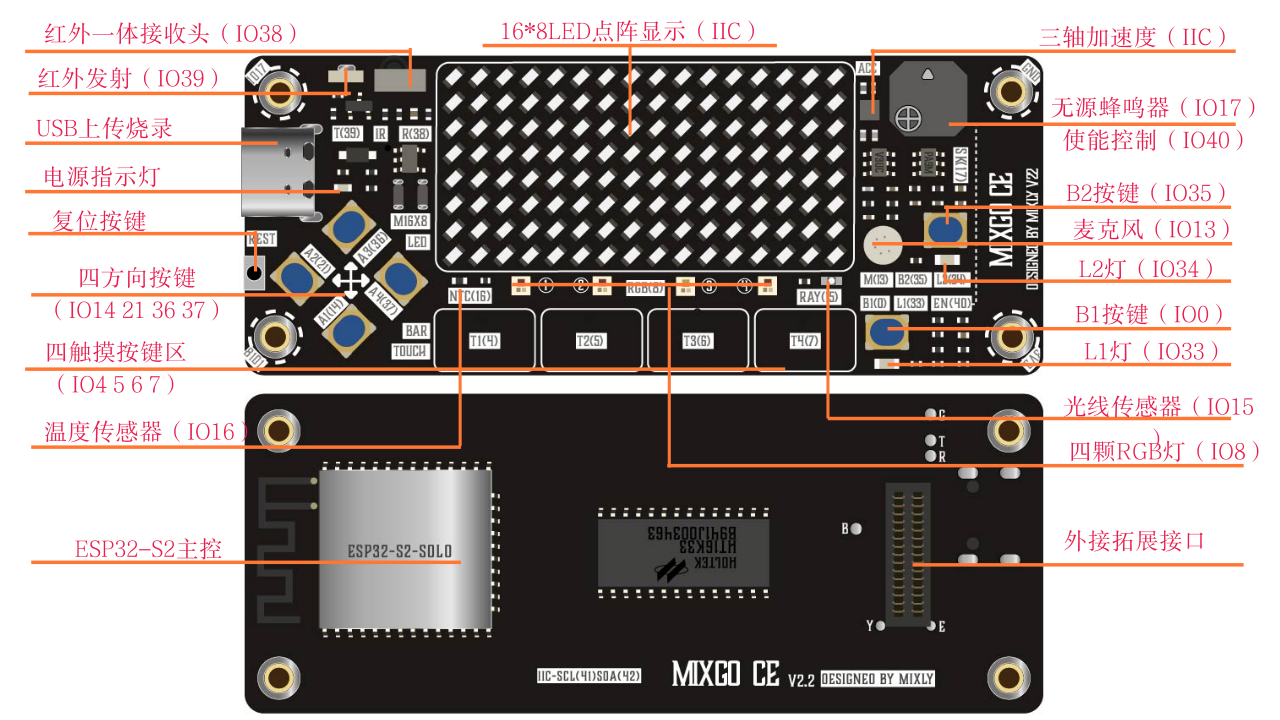 红外一体接收头（IO38）
红外发射（IO39）
USB上传烧录
电源指示灯
复位按键
四方向按键
（IO14 21 36 37）
四触摸按键区
（IO4 5 6 7）
温度传感器（IO16）
ESP32-S2主控
16*8LED点阵显示（IIC）
三轴加速度（IIC）
无源蜂鸣器（IO17）
使能控制（IO40）
B2按键（IO35）
麦克风（IO13）
L2灯（IO34）
B1按键（IO0）
L1灯（IO33）
光线传感器（IO15
）
四颗RGB灯（IO8）
外接拓展接口
IO17
GND
ACC
T(39)
IR
R(38)
M16X8
LED
REST
A2(21)
A3(36)
A1(14)
A4(37)
NTC(16)
① ② RGB(8) ③ ④
RAY(15)
BAR
TOUCH
T1(4)
T2(5)
T3(6)
T4(7)
SK(17)
MIXGO CE
DESIGNED BY MIXLY V22
M(13) B2(35) L2(34)
B1(0) L1(33) EN(40)
G
T
R
B
Y
E
ESP32-S2-SOLO
HOLTEK
HT16K33
B941J003463
IIC-SCL(41)SDA(42)
MIXGO CE V2.2 DESIGNED BY MIXLY